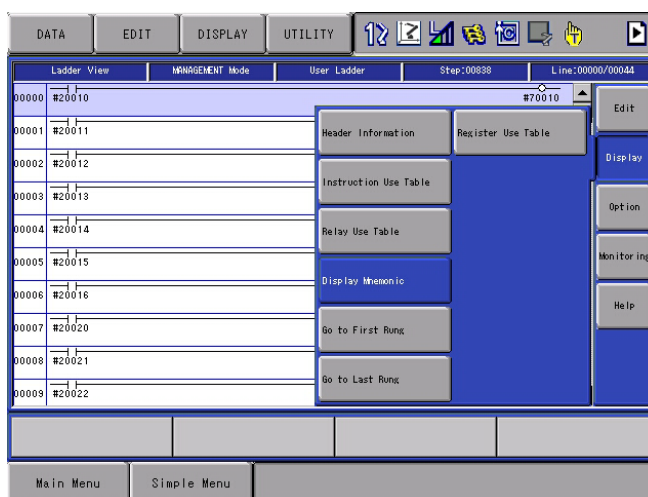 DATA EDIT DISPLAY UTILITY
Ladder View MANAGEMENT Mode User Ladder Step:00838 Line:00000/00044
00000 #20010 #70010
Edit
00001 #20011
Header Information Register Use Table
Display
00002 #20012
Instruction Use Table
00003 #20013
Option
00004 #20014
Relay Use Table
00005 #20015
Monitoring
Display Mnemonic
00006 #20016
Help
00007 #20020
Go to First Rung
00008 #20021
Go to Last Rung
00009 #20022
Main Menu Simple Menu